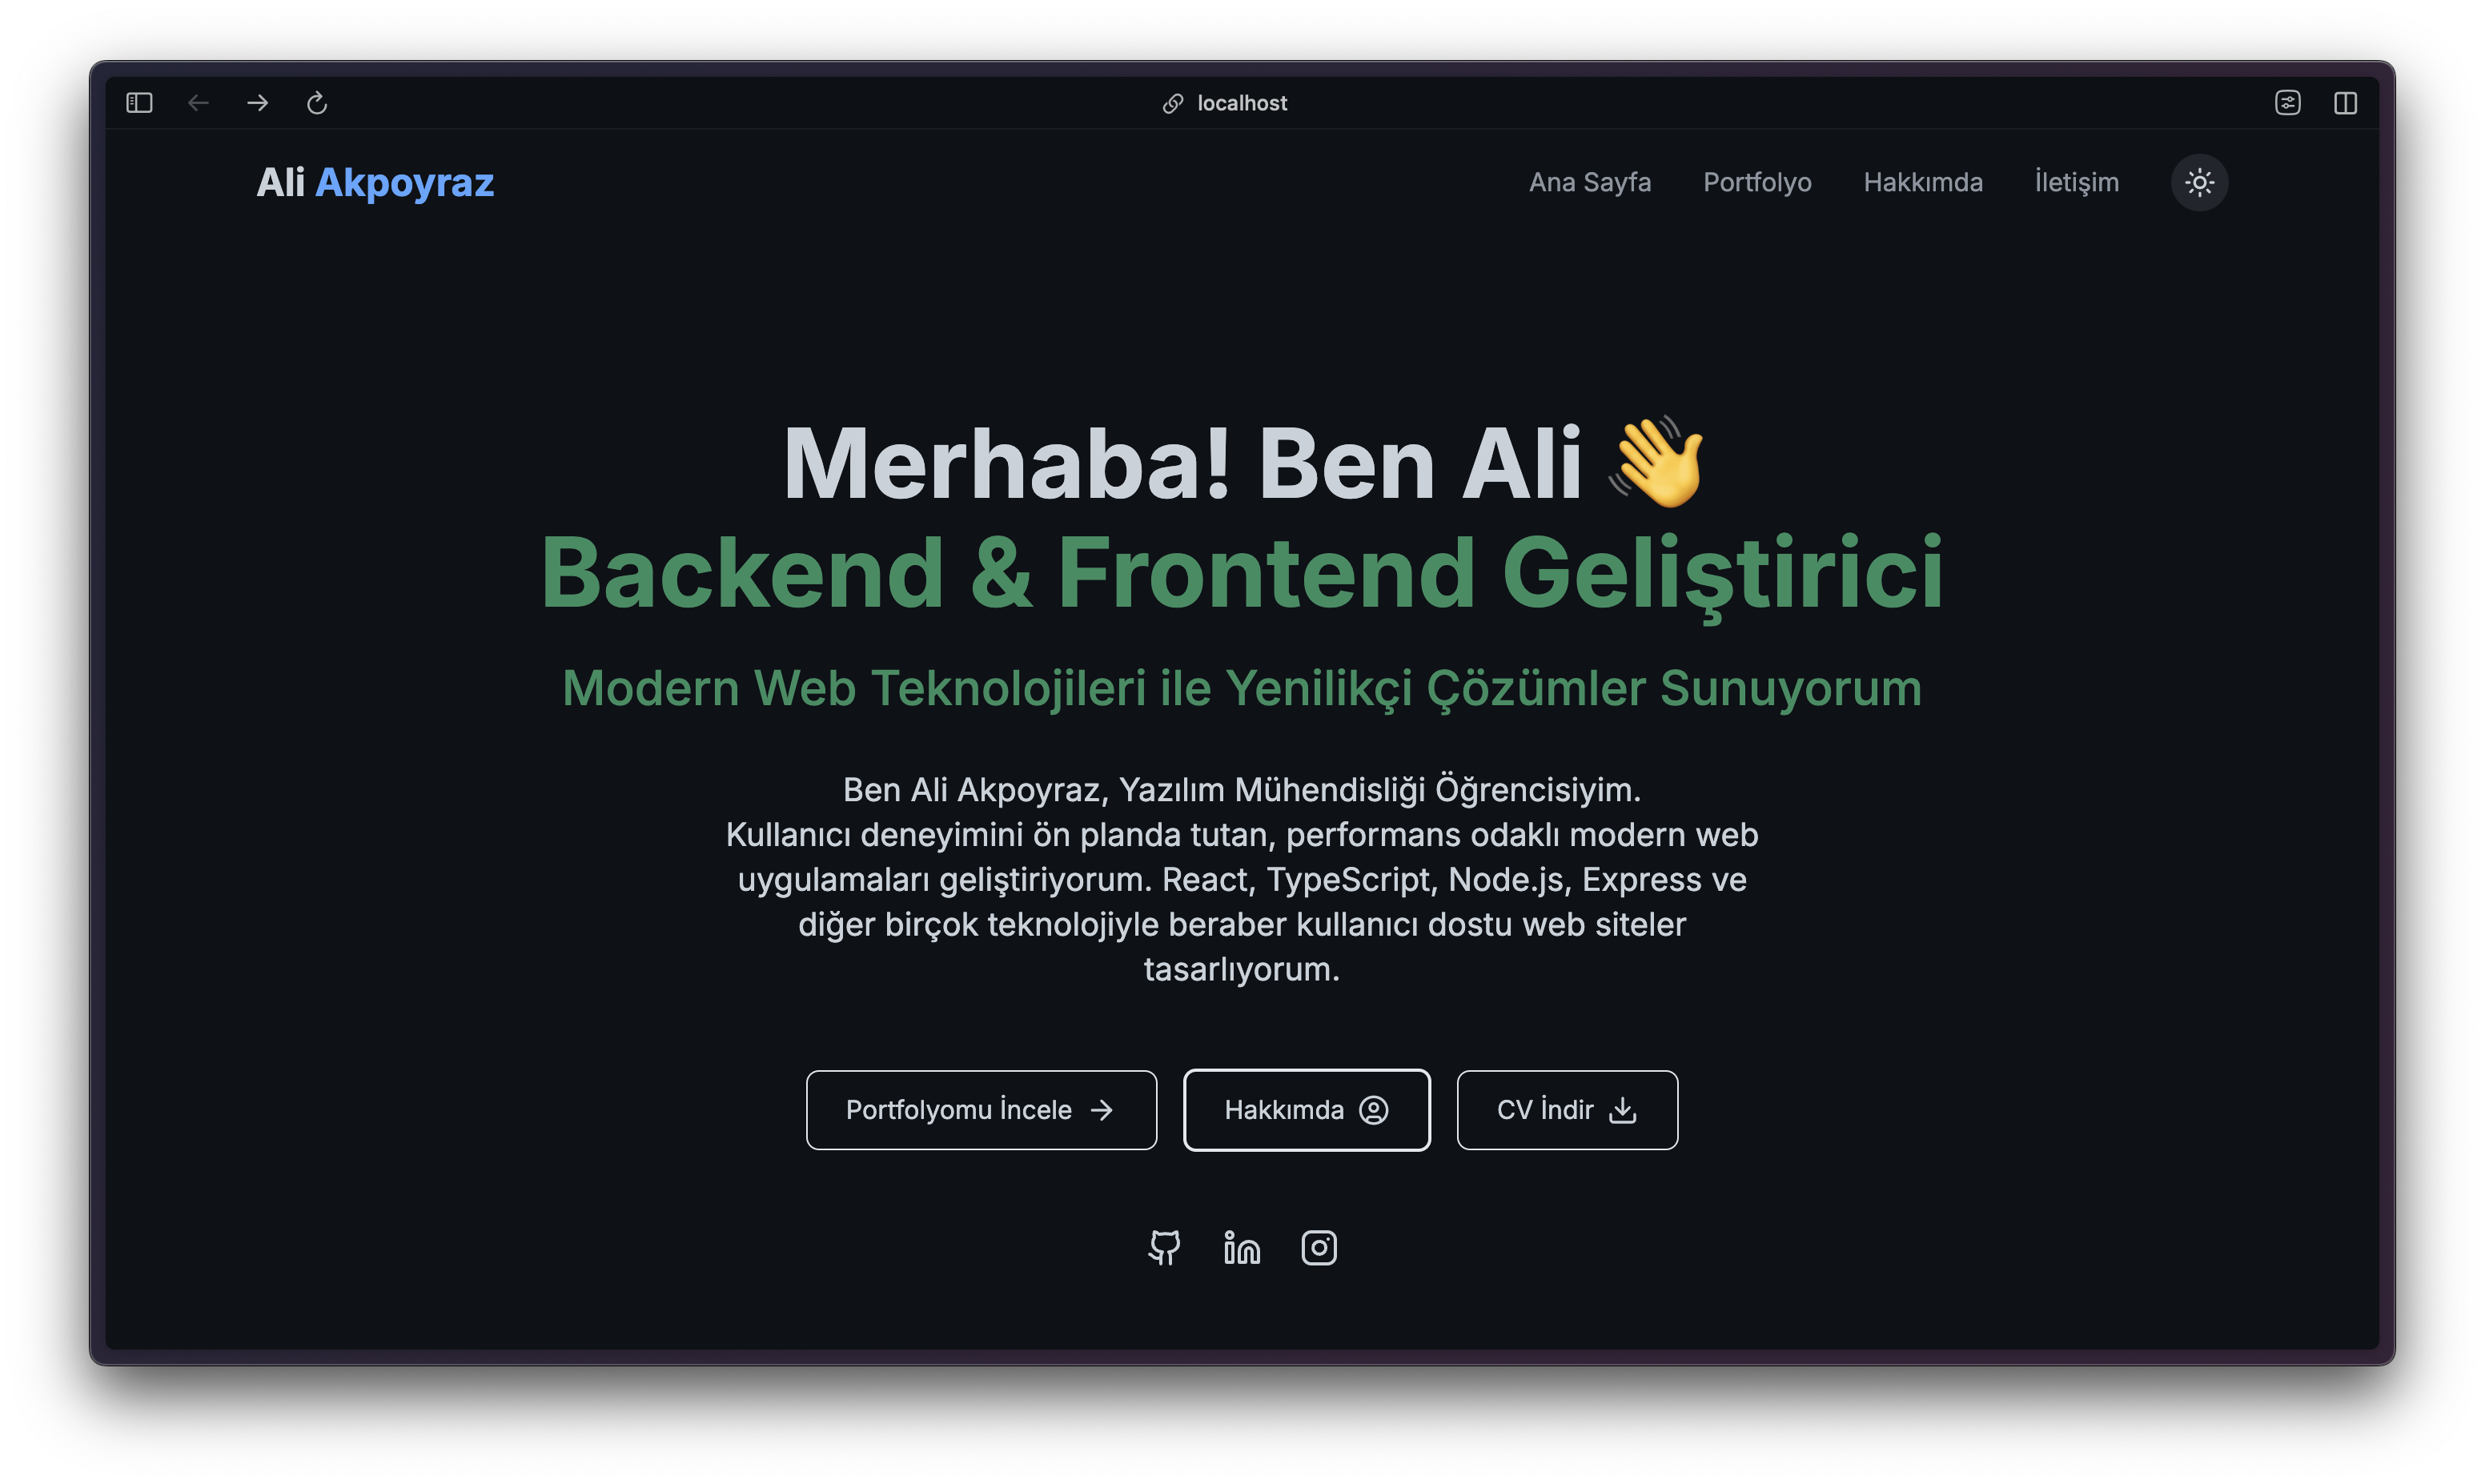 localhost
Ali Akpoyraz
Ana Sayfa Portfolyo Hakkımda İletişim
Merhaba! Ben Ali 👋
Backend & Frontend Geliştirici
Modern Web Teknolojileri ile Yenilikçi Çözümler Sunuyorum
Ben Ali Akpoyraz, Yazılım Mühendisliği Öğrencisiyim.
Kullanıcı deneyimini ön planda tutan, performans odaklı modern web
uygulamaları geliştiriyorum. React, TypeScript, Node.js, Express ve
diğer birçok teknolojiyle beraber kullanıcı dostu web siteler
tasarlıyorum.
Portfolyomu İncele Hakkımda CV İndir